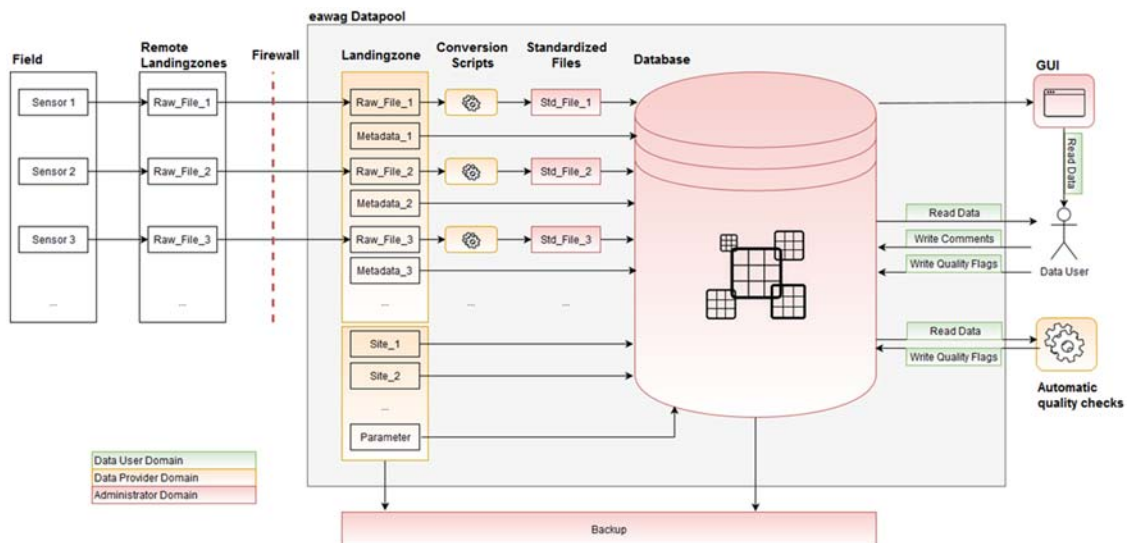 eawag Datapool
Field
Remote
Landingzones
Firewall
Landingzone
Conversion
Scripts
Standardized
Files
Database
GUI
Sensor 1
Raw_File_1
Raw_File_1
Std_File_1
Metadata_1
Read Data
Sensor 2
Raw_File_2
Raw_File_2
Std_File_2
Metadata_2
Read Data
Sensor 3
Raw_File_3
Raw_File_3
Std_File_3
Write Comments
Metadata_3
Write Quality Flags
Data User
...
...
...
...
...
Site_1
Read Data
Site_2
Write Quality Flags
Automatic
quality checks
...
Parameter
Data User Domain
Data Provider Domain
Administrator Domain
Backup